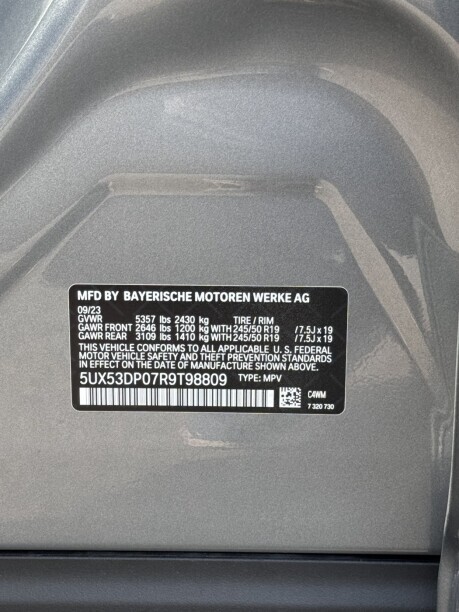 MFD BY BAYERISCHE MOTOREN WERKE AG
09/23
GVWR 5357 lbs 2430 kg TIRE / RIM
GAWR FRONT 2646 lbs 1200 kg WITH 245/50 R19 /7.5J x 19
GAWR REAR 3109 lbs 1410 kg WITH 245/50 R19 /7.5J x 19
THIS VEHICLE CONFORMS TO ALL APPLICABLE U. S. FEDERAL
MOTOR VEHICLE SAFETY AND THEFT PREVENTION STANDARDS
IN EFFECT ON THE DATE OF MANUFACTURE SHOWN ABOVE.
5UX53DP07R9T98809 TYPE: MPV
C4WM
7 320 730